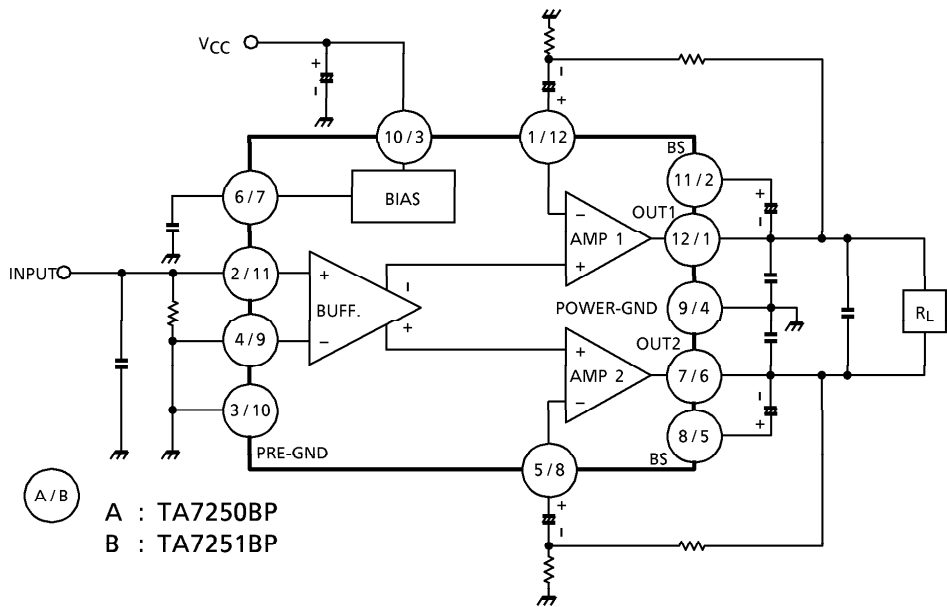 VCC
+
-
-
+
10/3
1/12
BS
6/7
BIAS
11/2
+
-
OUT1
-
AMP 1
+
12/1
INPUT
2/11
+
BUFF.
-
-
+
POWER-GND
9/4
RL
4/9
OUT2
+
AMP 2
-
7/6
3/10
-
+
8/5
PRE-GND
BS
5/8
+
-
A/B
A : TA7250BP
B : TA7251BP